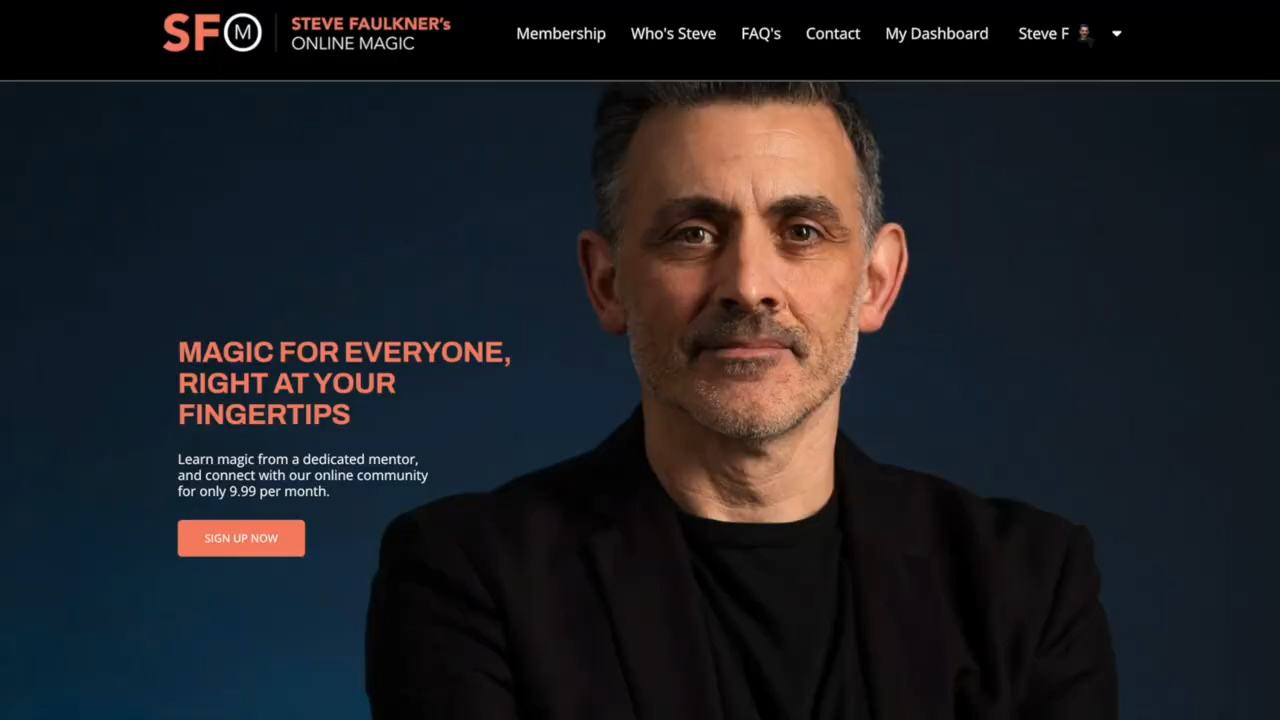 SFM
STEVE FAULKNER's
ONLINE MAGIC
Membership Who's Steve FAQ's Contact My Dashboard Steve F
MAGIC FOR EVERYONE,
RIGHT AT YOUR
FINGERTIPS
Learn magic from a dedicated mentor,
and connect with our online community
for only 9.99 per month.
SIGN UP NOW